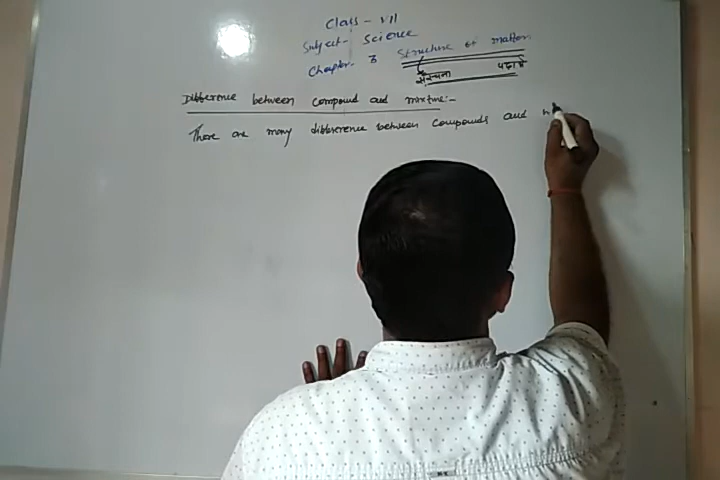 Class - VII
Subject - Science
Chapter - 3 Structure of matter
संरचना पदार्थ
Difference between compound and mixture:-
There are many difference between compounds and